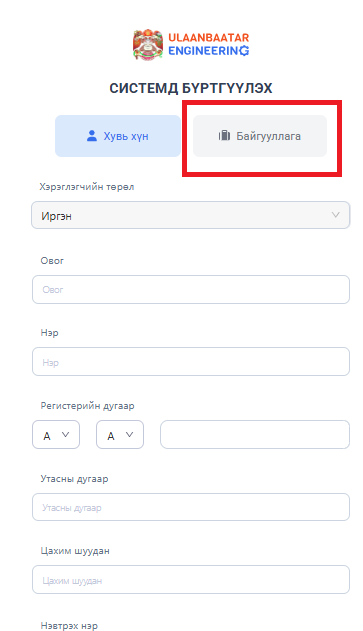 ULAANBAATAR
ENGINEERING
СИСТЕМД БҮРТГҮҮЛЭХ
Хувь хүн
Байгууллага
Хэрэглэгчийн төрөл
Иргэн
Овог
Овог
Нэр
Нэр
Регистерийн дугаар
А А
Утасны дугаар
Утасны дугаар
Цахим шуудан
Цахим шуудан
Нэвтрэх нэр